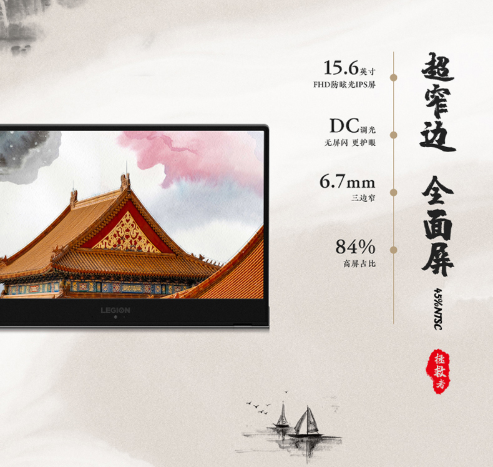 超窄边 全面屏 45%NTSC
拯救者
15.6英寸
FHD防眩光IPS屏
DC调光
无屏闪 更护眼
6.7mm
三边窄
84%
高屏占比
LEGION